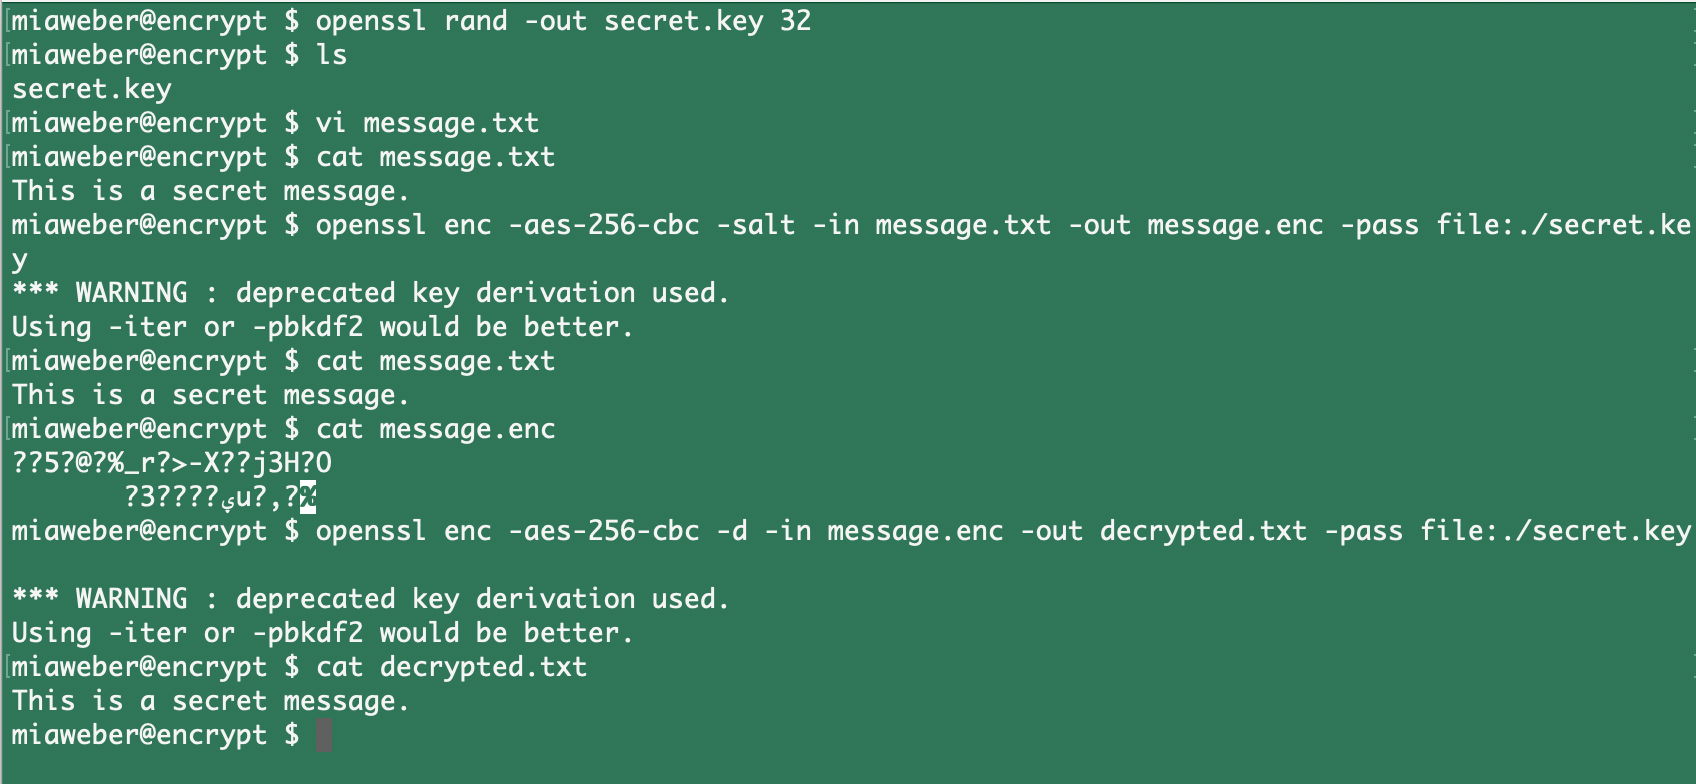 miaweber@encrypt $ openssl rand -out secret.key 32
miaweber@encrypt $ ls
secret.key
miaweber@encrypt $ vi message.txt
miaweber@encrypt $ cat message.txt
This is a secret message.
miaweber@encrypt $ openssl enc -aes-256-cbc -salt -in message.txt -out message.enc -pass file:./secret.ke
y
*** WARNING : deprecated key derivation used.
Using -iter or -pbkdf2 would be better.
miaweber@encrypt $ cat message.txt
This is a secret message.
miaweber@encrypt $ cat message.enc
??5?@?%_r?>-X??j3H?O
?3????ېu?,?%
miaweber@encrypt $ openssl enc -aes-256-cbc -d -in message.enc -out decrypted.txt -pass file:./secret.key
*** WARNING : deprecated key derivation used.
Using -iter or -pbkdf2 would be better.
miaweber@encrypt $ cat decrypted.txt
This is a secret message.
miaweber@encrypt $